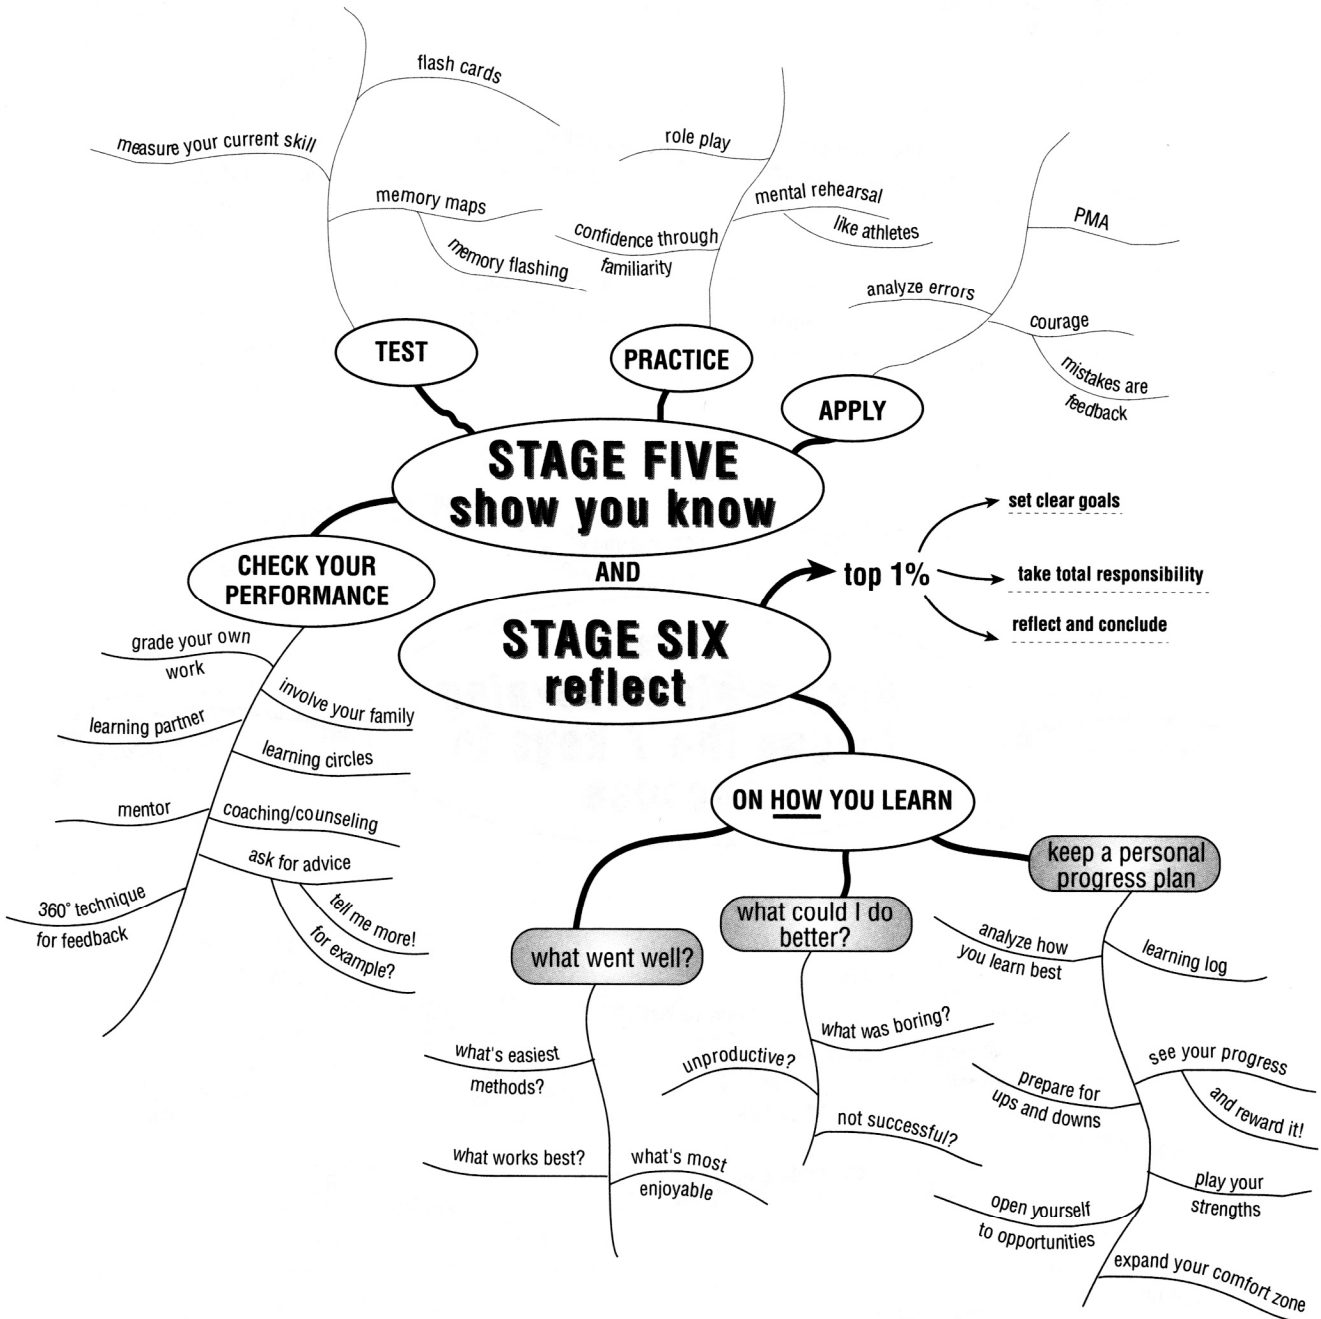 flash cards
measure your current skill
memory maps
memory flashing
role play
mental rehearsal
like athletes
confidence through
familiarity
PMA
analyze errors
courage
mistakes are
feedback
TEST
PRACTICE
APPLY
STAGE FIVE
show you know
AND
STAGE SIX
reflect
top 1%
set clear goals
take total responsibility
reflect and conclude
CHECK YOUR
PERFORMANCE
grade your own
work
involve your family
learning partner
learning circles
mentor
coaching/counseling
ask for advice
tell me more!
for example?
360° technique
for feedback
ON HOW YOU LEARN
what went well?
what's easiest
methods?
what works best?
what's most
enjoyable
what could I do
better?
what was boring?
unproductive?
not successful?
keep a personal
progress plan
analyze how
you learn best
learning log
see your progress
and reward it!
prepare for
ups and downs
play your
strengths
open yourself
to opportunities
expand your comfort zone